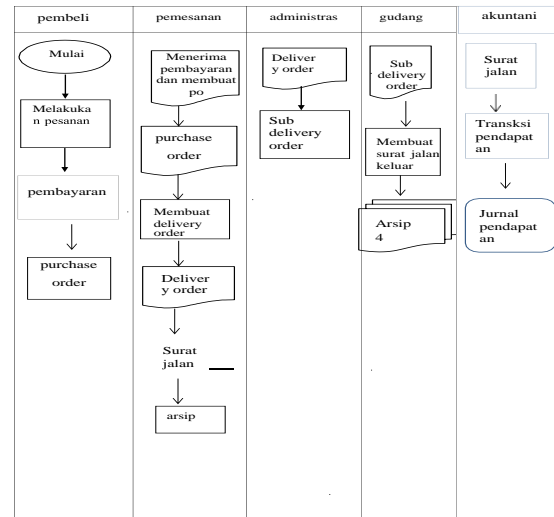 pembeli
pemesanan
administras
gudang
akuntani
Mulai
Melakuka
n pesanan
pembayaran
purchase
order
Menerima
pembayaran
dan membuat
po
purchase
order
Membuat
delivery
order
Deliver
y order
Surat
jalan
arsip
Deliver
y order
Sub
delivery
order
Sub
delivery
order
Membuat
surat jalan
keluar
Arsip
4
Surat
jalan
Transksi
pendapat
an
Jurnal
pendapat
an